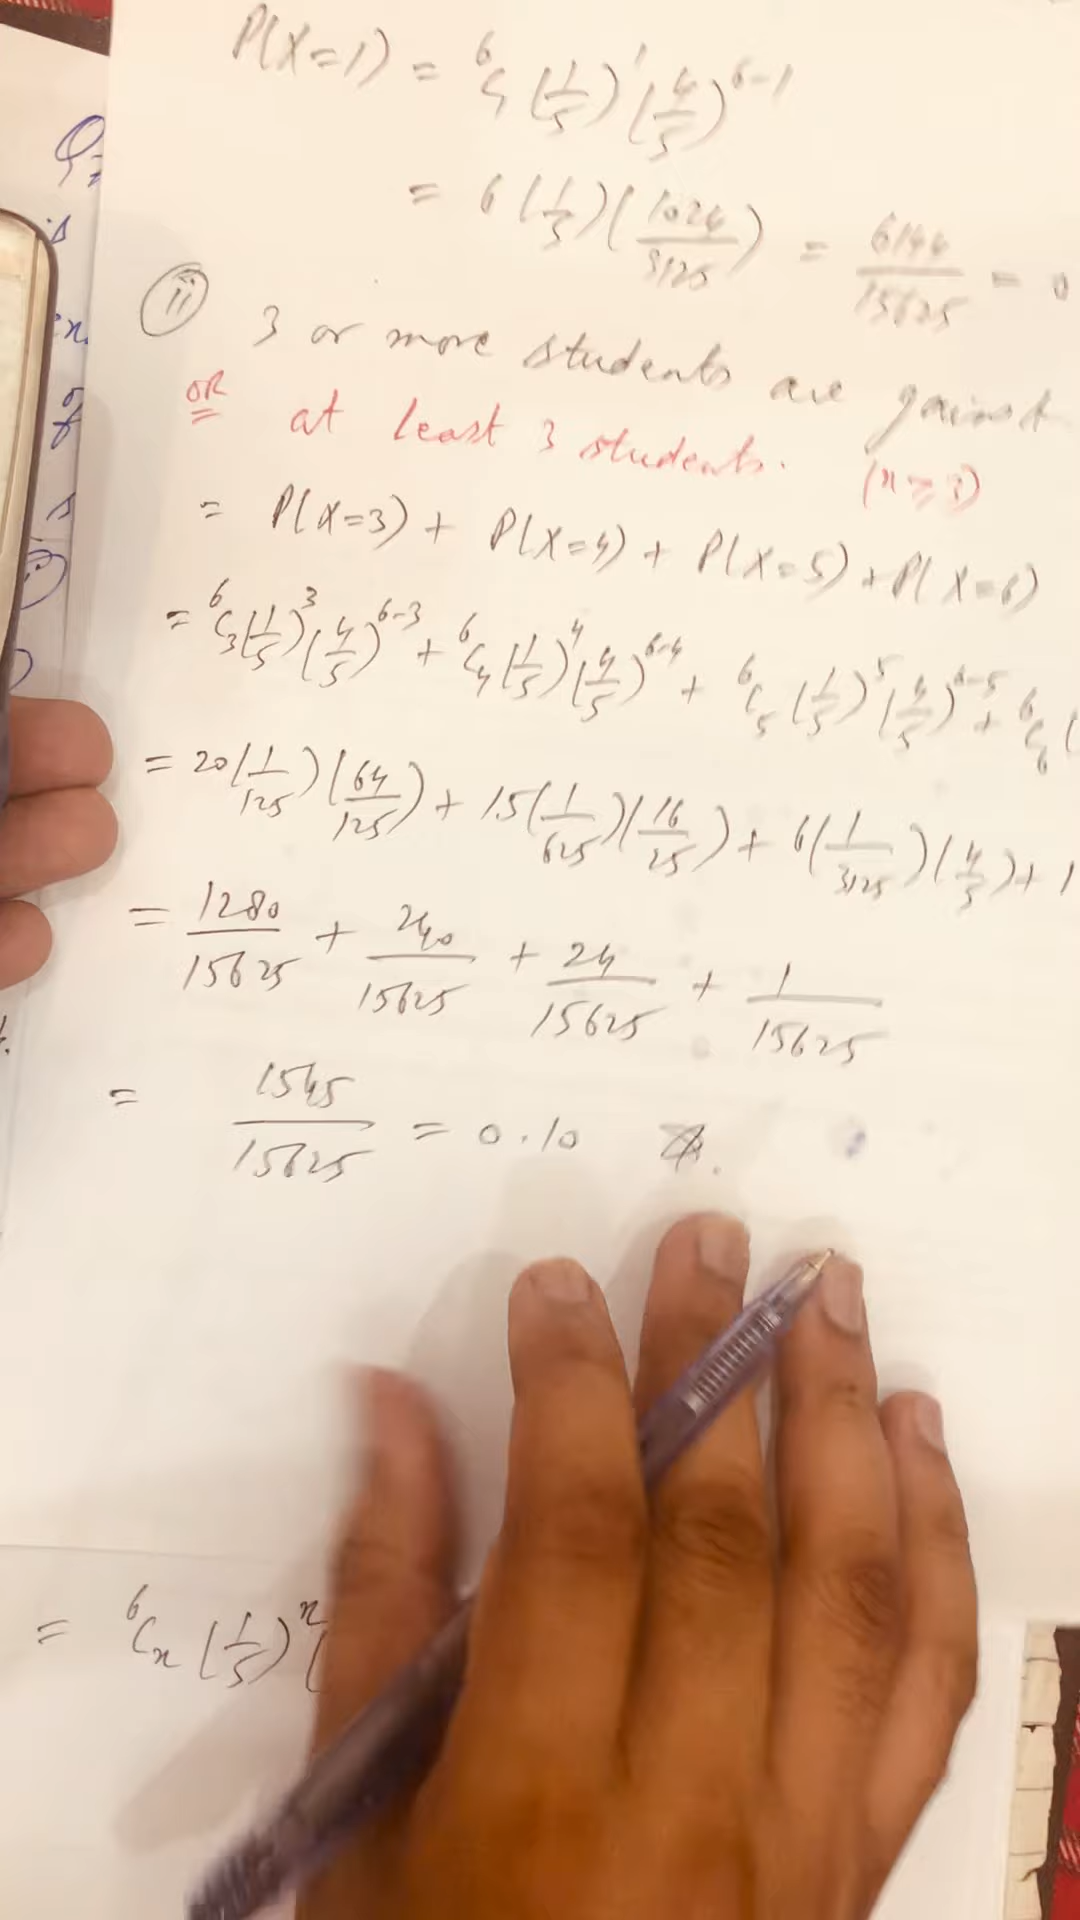 P(X=1) = ⁶C₁ (1/5)¹ (4/5)⁶⁻¹
= 6 (1/5) (1024/3125) = 6144/15625 = 0
(ii) 3 or more students are gainst
OR at least 3 students. (x ≥ 3)
= P(X=3) + P(X=4) + P(X=5) + P(X=6)
= ⁶C₃ (1/5)³ (4/5)⁶⁻³ + ⁶C₄ (1/5)⁴ (4/5)⁶⁻⁴ + ⁶C₅ (1/5)⁵ (4/5)⁶⁻⁵ + ⁶C₆ (
= 20 (1/125) (64/125) + 15 (1/625) (16/25) + 6 (1/3125) (4/5) + 1
= 1280/15625 + 240/15625 + 24/15625 + 1/15625
= 1545/15625 = 0.10
= ⁶Cₓ (1/5)ˣ (